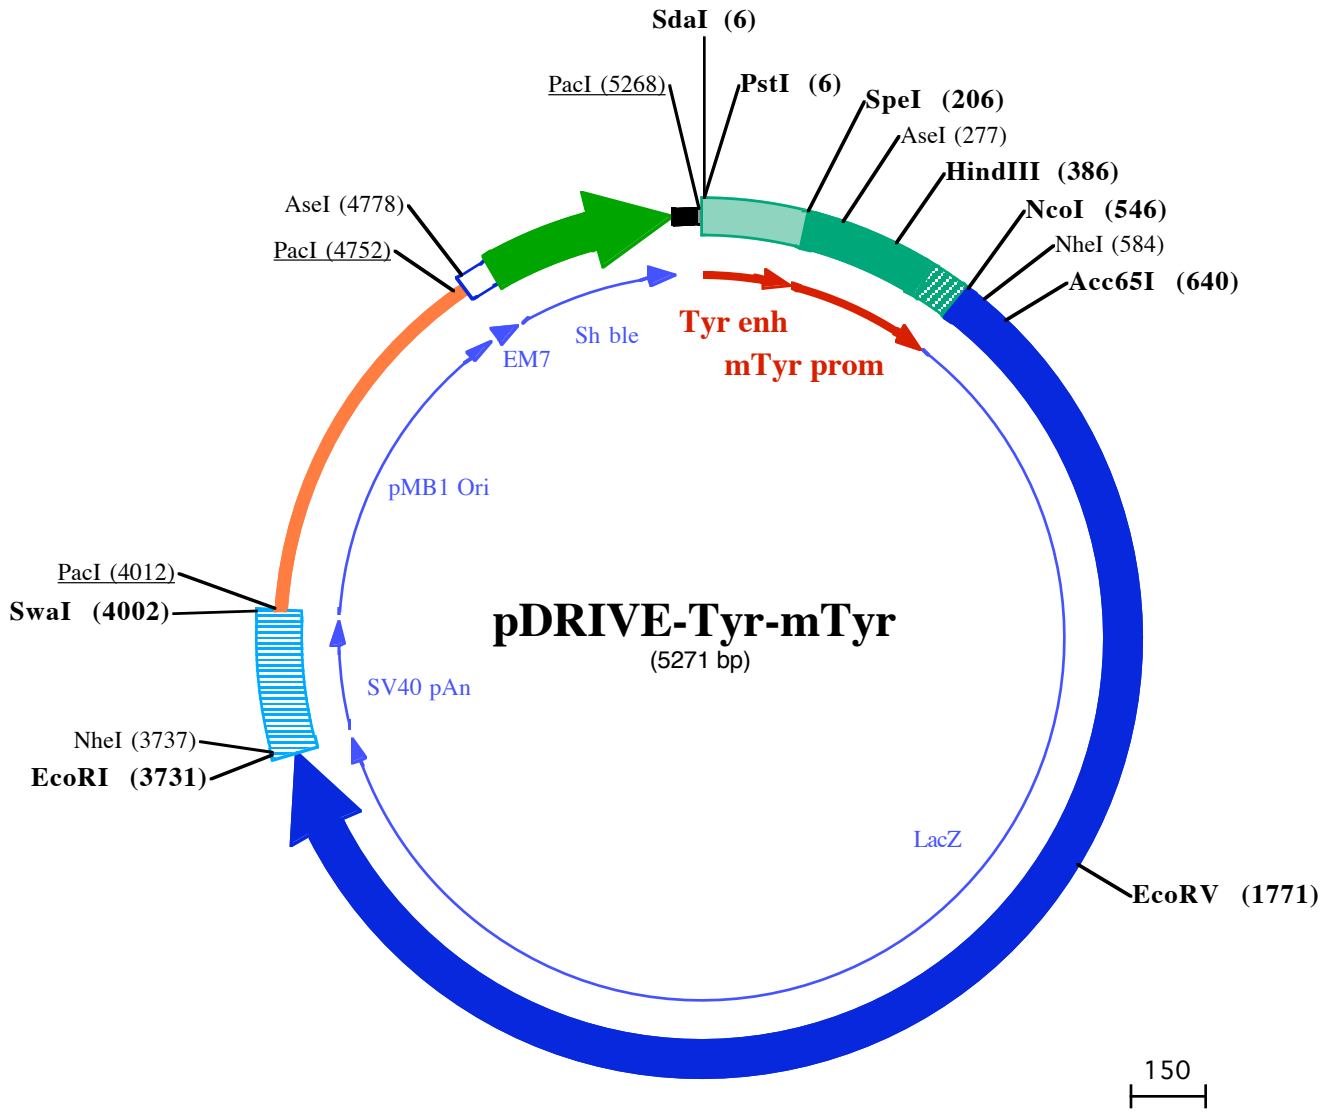 SdaI (6)
PacI (5268)
PstI (6)
SpeI (206)
AseI (277)
HindIII (386)
AseI (4778)
NcoI (546)
PacI (4752)
NheI (584)
Acc65I (640)
Tyr enh
Sh ble
EM7
mTyr prom
pMB1 Ori
PacI (4012)
SwaI (4002)
pDRIVE-Tyr-mTyr
(5271 bp)
SV40 pAn
NheI (3737)
EcoRI (3731)
LacZ
EcoRV (1771)
150